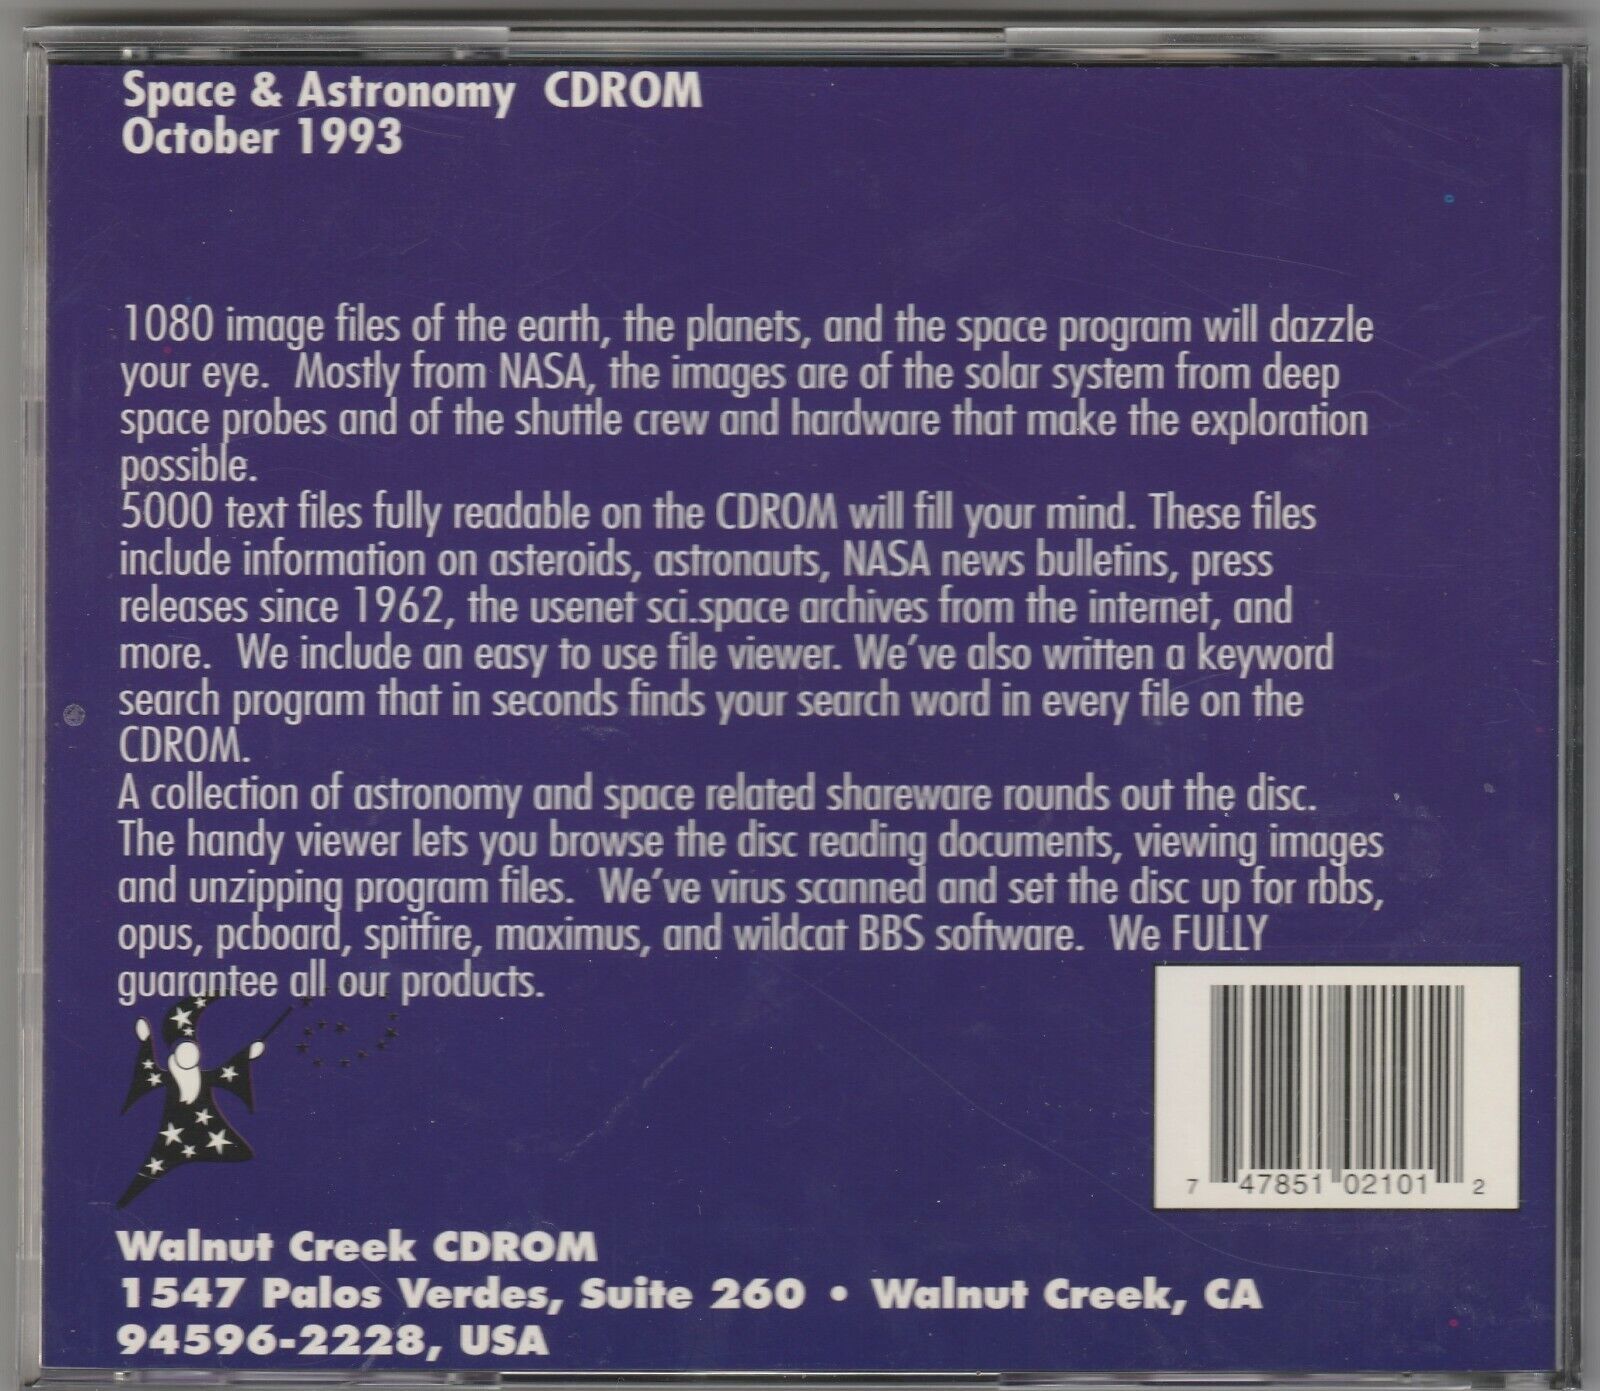 Space & Astronomy CDROM
October 1993
1080 image files of the earth, the planets, and the space program will dazzle
your eye. Mostly from NASA, the images are of the solar system from deep
space probes and of the shuttle crew and hardware that make the exploration
possible.
5000 text files fully readable on the CDROM will fill your mind. These files
include information on asteroids, astronauts, NASA news bulletins, press
releases since 1962, the usenet sci.space archives from the internet, and
more. We include an easy to use file viewer. We've also written a keyword
search program that in seconds finds your search word in every file on the
CDROM.
A collection of astronomy and space related shareware rounds out the disc.
The handy viewer lets you browse the disc reading documents, viewing images
and unzipping program files. We've virus scanned and set the disc up for rbbs,
opus, pcboard, spitfire, maximus, and wildcat BBS software. We FULLY
guarantee all our products.
7 47851 02101 2
Walnut Creek CDROM
1547 Palos Verdes, Suite 260 • Walnut Creek, CA
94596-2228, USA